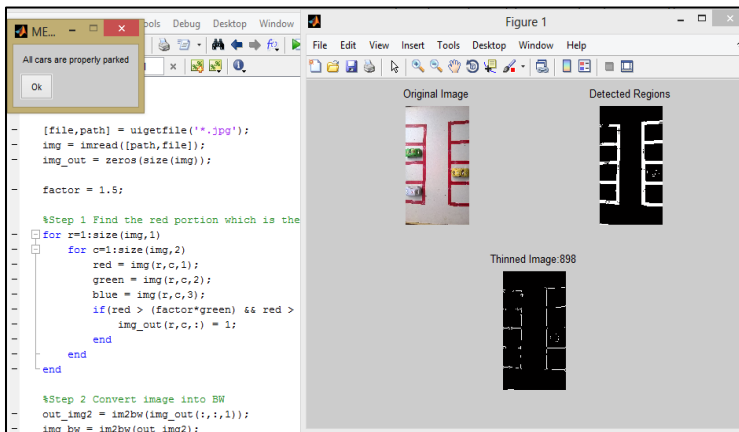 ME...
All cars are properly parked
Ok
Debug Desktop Window
[file,path] = uigetfile('*.jpg');
img = imread([path,file]);
img_out = zeros(size(img));
factor = 1.5;
%Step 1 Find the red portion which is the
for r=1:size(img,1)
for c=1:size(img,2)
red = img(r,c,1);
green = img(r,c,2);
blue = img(r,c,3);
if(red > (factor*green) && red >
img_out(r,c,:) = 1;
end
end
end
%Step 2 Convert image into BW
out_img2 = im2bw(img_out(:,:,1));
img_bw = im2bw(out_img2);
Figure 1
File Edit View Insert Tools Desktop Window Help
Original Image
Detected Regions
Thinned Image:898